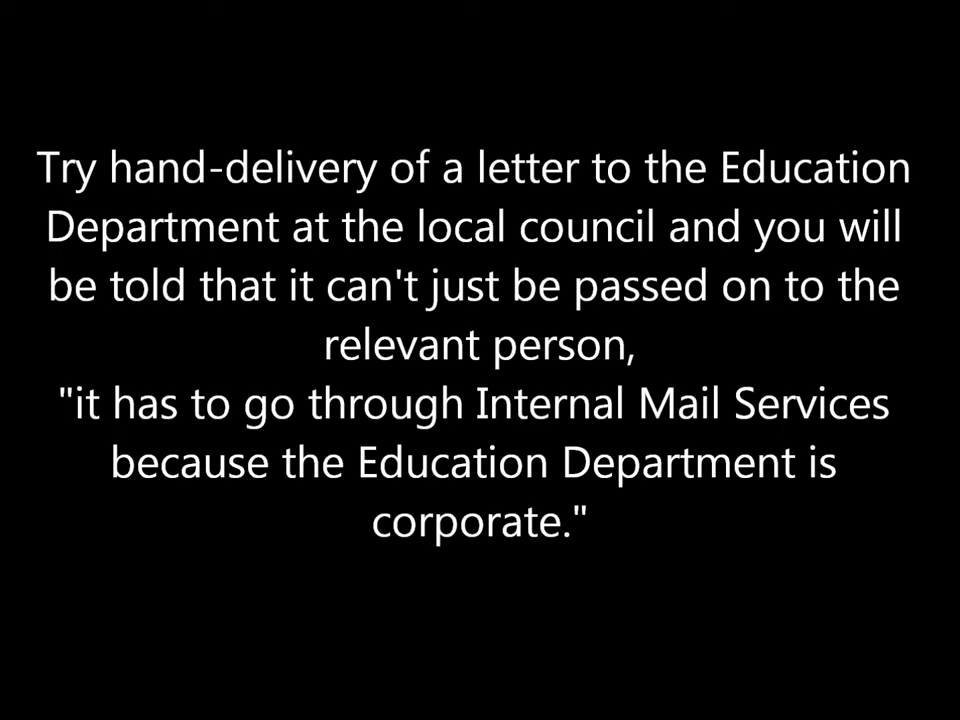 Try hand-delivery of a letter to the Education
Department at the local council and you will
be told that it can't just be passed on to the
relevant person,
"it has to go through Internal Mail Services
because the Education Department is
corporate."